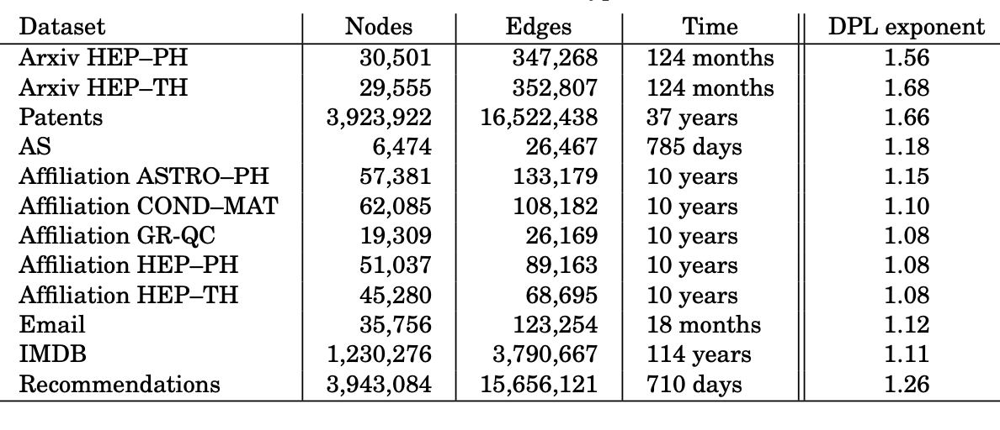 Dataset Nodes Edges Time DPL exponent
Arxiv HEP–PH 30,501 347,268 124 months 1.56
Arxiv HEP–TH 29,555 352,807 124 months 1.68
Patents 3,923,922 16,522,438 37 years 1.66
AS 6,474 26,467 785 days 1.18
Affiliation ASTRO–PH 57,381 133,179 10 years 1.15
Affiliation COND–MAT 62,085 108,182 10 years 1.10
Affiliation GR-QC 19,309 26,169 10 years 1.08
Affiliation HEP–PH 51,037 89,163 10 years 1.08
Affiliation HEP–TH 45,280 68,695 10 years 1.08
Email 35,756 123,254 18 months 1.12
IMDB 1,230,276 3,790,667 114 years 1.11
Recommendations 3,943,084 15,656,121 710 days 1.26